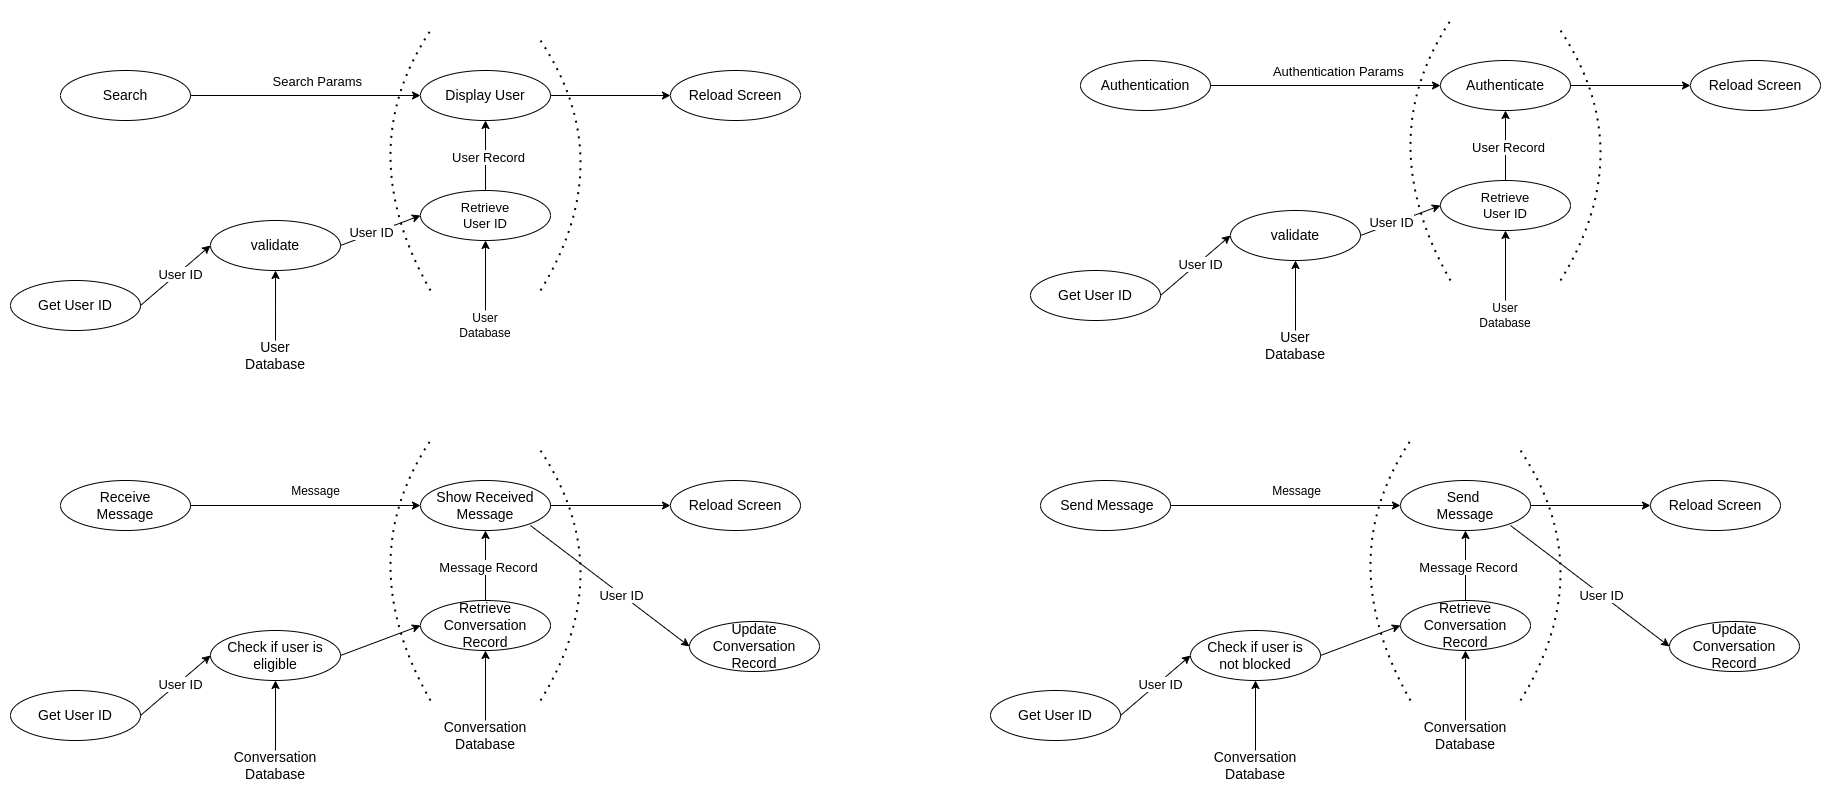 Search
Search Params
Display User
Reload Screen
User Record
Retrieve
User ID
User ID
validate
User ID
Get User ID
User
Database
User
Database
Authentication
Authentication Params
Authenticate
Reload Screen
User Record
Retrieve
User ID
User ID
validate
User ID
Get User ID
User
Database
User
Database
Receive
Message
Message
Show Received
Message
Reload Screen
Message Record
User ID
Retrieve
Conversation
Record
Update
Conversation
Record
Check if user is
eligible
User ID
Get User ID
Conversation
Database
Conversation
Database
Send Message
Message
Send
Message
Reload Screen
Message Record
User ID
Retrieve
Conversation
Record
Update
Conversation
Record
Check if user is
not blocked
User ID
Get User ID
Conversation
Database
Conversation
Database